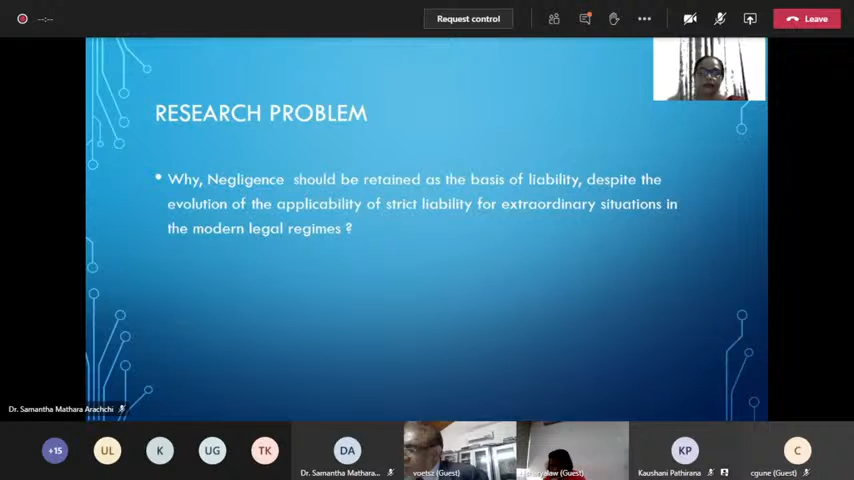 --:--
Request control
Leave
RESEARCH PROBLEM
• Why, Negligence should be retained as the basis of liability, despite the
evolution of the applicability of strict liability for extraordinary situations in
the modern legal regimes ?
Dr. Samantha Mathara Arachchi
+15
UL
K
UG
TK
DA
Dr. Samantha Mathara...
voetsz (Guest)
(Guest)
KP
Kaushani Pathirana
C
cgune (Guest)